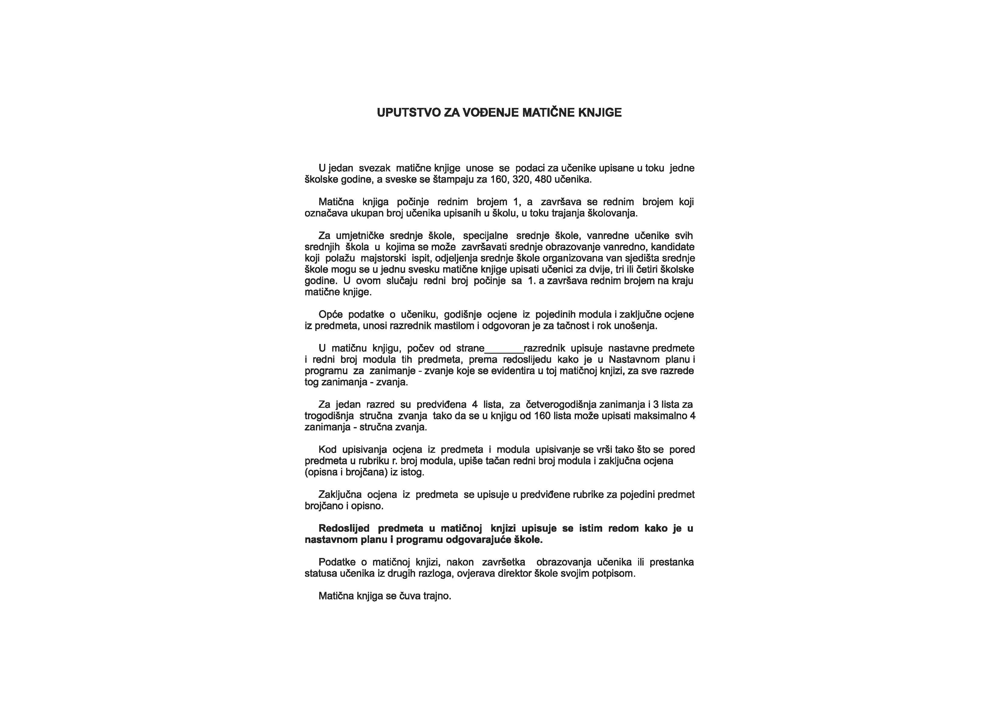 UPUTSTVO ZA VOĐENJE MATIČNE KNJIGE
U jedan svezak matične knjige unose se podaci za učenike upisane u toku jedne
školske godine, a sveske se štampaju za 160, 320, 480 učenika.
Matična knjiga počinje rednim brojem 1, a završava se rednim brojem koji
označava ukupan broj učenika upisanih u školu, u toku trajanja školovanja.
Za umjetničke srednje škole, specijalne srednje škole, vanredne učenike svih
srednjih škola u kojima se može završavati srednje obrazovanje vanredno, kandidate
koji polažu majstorski ispit, odjeljenja srednje škole organizovana van sjedišta srednje
škole mogu se u jednu svesku matične knjige upisati učenici za dvije, tri ili četiri školske
godine. U ovom slučaju redni broj počinje sa 1. a završava rednim brojem na kraju
matične knjige.
Opće podatke o učeniku, godišnje ocjene iz pojedinih modula i zaključne ocjene
iz predmeta, unosi razrednik mastilom i odgovoran je za tačnost i rok unošenja.
U matičnu knjigu, počev od strane_______razrednik upisuje nastavne predmete
i redni broj modula tih predmeta, prema redoslijedu kako je u Nastavnom planu i
programu za zanimanje - zvanje koje se evidentira u toj matičnoj knjizi, za sve razrede
tog zanimanja - zvanja.
Za jedan razred su predviđena 4 lista, za četverogodišnja zanimanja i 3 lista za
trogodišnja stručna zvanja tako da se u knjigu od 160 lista može upisati maksimalno 4
zanimanja - stručna zvanja.
Kod upisivanja ocjena iz predmeta i modula upisivanje se vrši tako što se pored
predmeta u rubriku r. broj modula, upiše tačan redni broj modula i zaključna ocjena
(opisna i brojčana) iz istog.
Zaključna ocjena iz predmeta se upisuje u predviđene rubrike za pojedini predmet
brojčano i opisno.
Redoslijed predmeta u matičnoj knjizi upisuje se istim redom kako je u
nastavnom planu i programu odgovarajuće škole.
Podatke o matičnoj knjizi, nakon završetka obrazovanja učenika ili prestanka
statusa učenika iz drugih razloga, ovjerava direktor škole svojim potpisom.
Matična knjiga se čuva trajno.